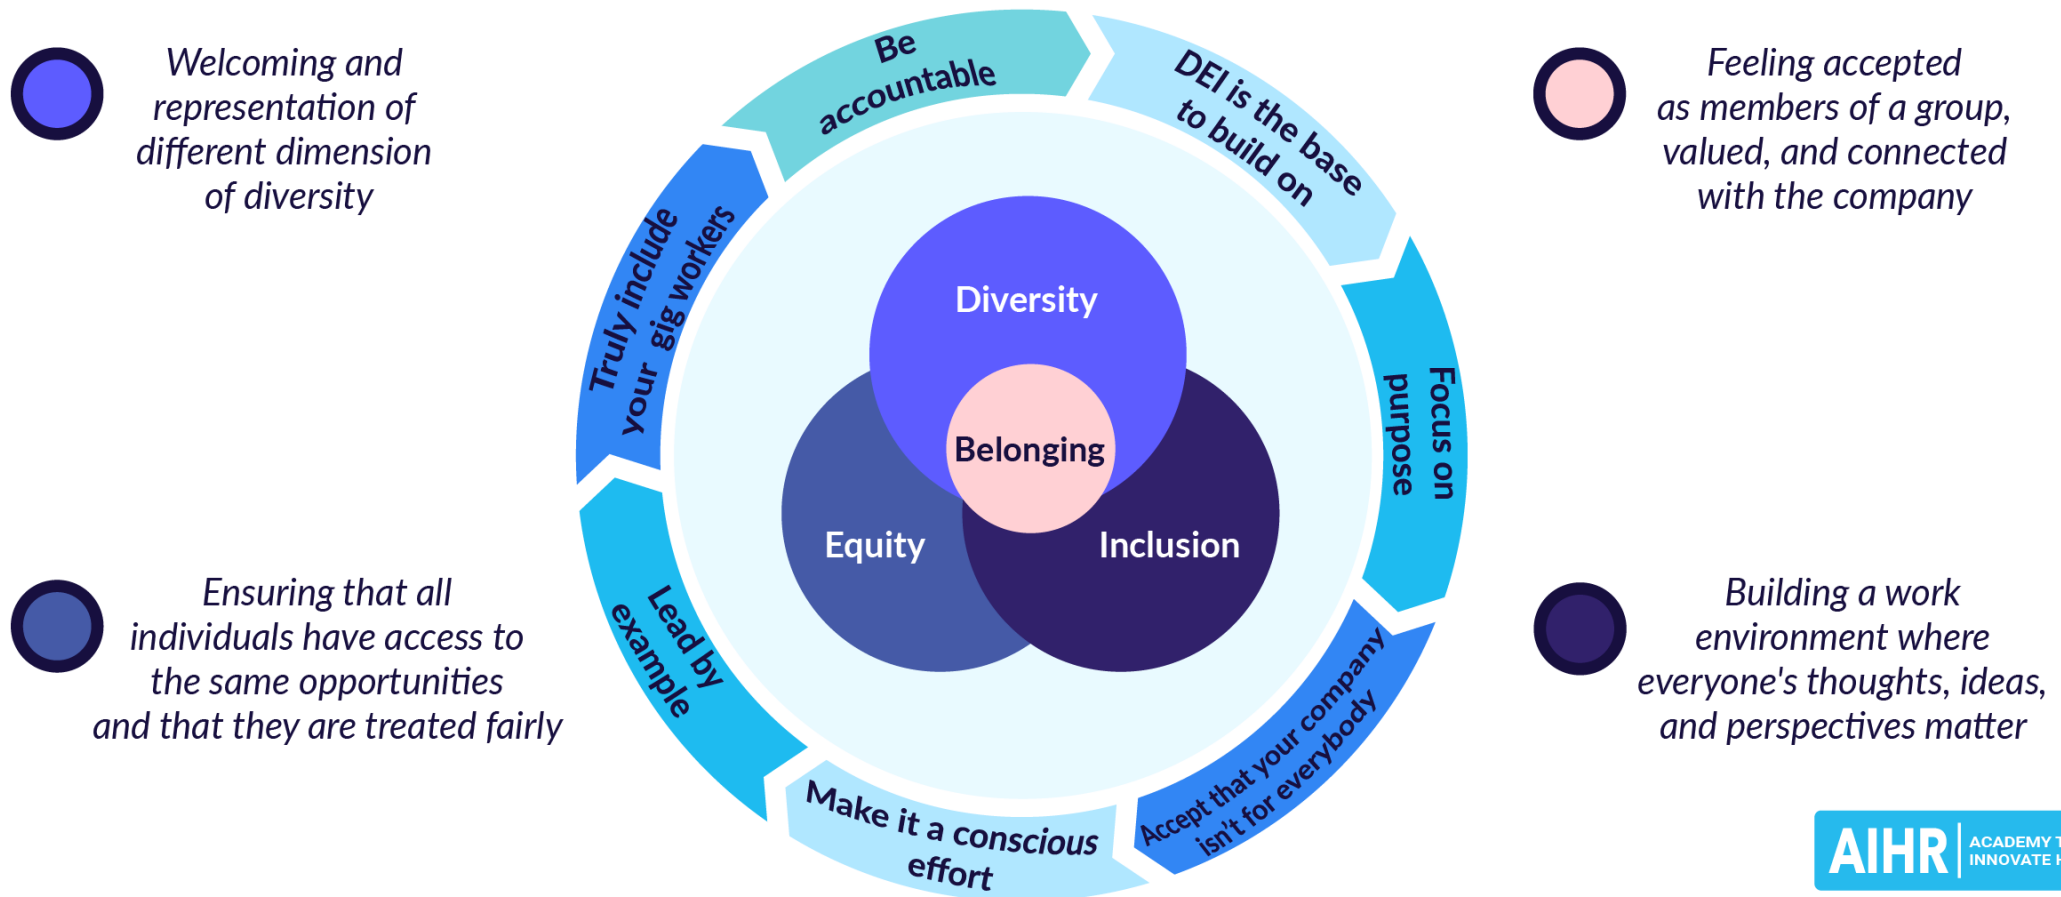 Welcoming and
representation of
different dimension
of diversity
Ensuring that all
individuals have access to
the same opportunities
and that they are treated fairly
Be
accountable
DEI is the base
to build on
Focus on
purpose
Accept that your company
isn't for everybody
Make it a conscious
effort
Lead by
example
Truly include
your gig workers
Diversity
Belonging
Equity
Inclusion
Feeling accepted
as members of a group,
valued, and connected
with the company
Building a work
environment where
everyone's thoughts, ideas,
and perspectives matter
AIHR
ACADEMY
INNOVATE